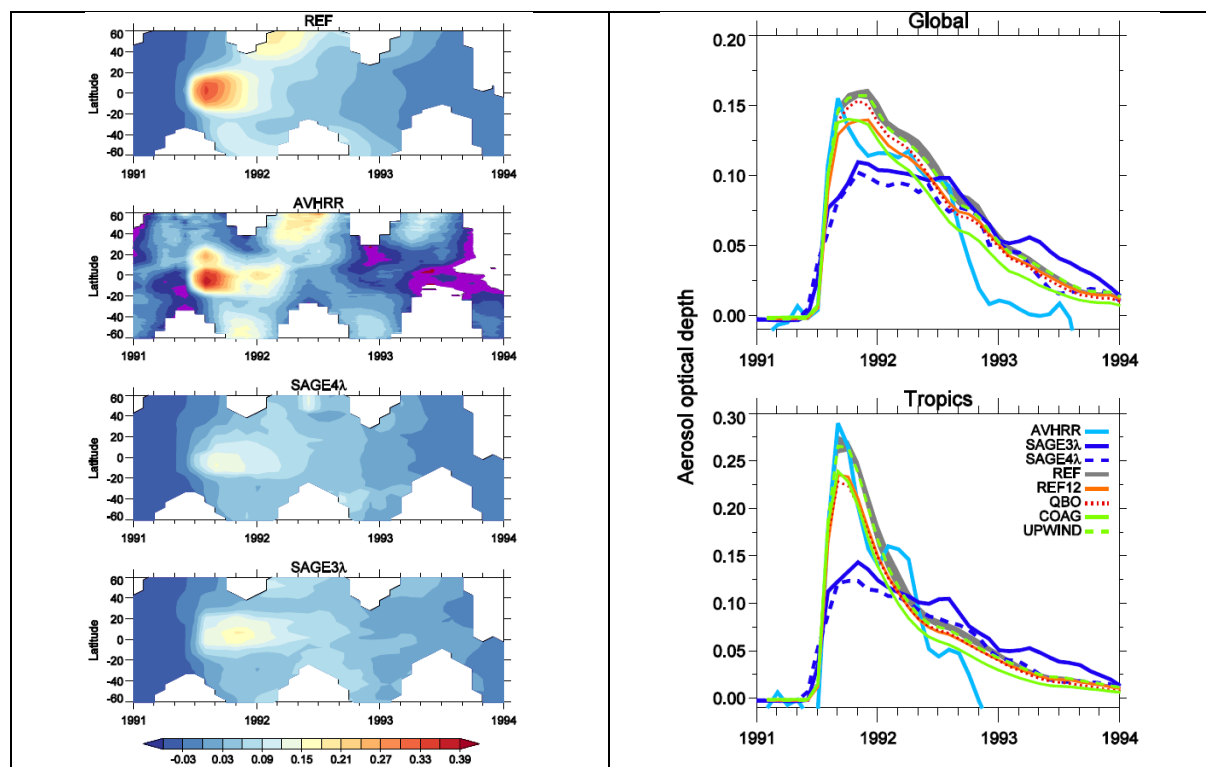 REF
60
40
20
0
-20
-40
-60
Latitude
1991 1992 1993 1994
AVHRR
60
40
20
0
-20
-40
-60
Latitude
1991 1992 1993 1994
SAGE4λ
60
40
20
0
-20
-40
-60
Latitude
1991 1992 1993 1994
SAGE3λ
60
40
20
0
-20
-40
-60
Latitude
1991 1992 1993 1994
-0.03 0.03 0.09 0.15 0.21 0.27 0.33 0.39
Global
0.20
0.15
0.10
0.05
0.00
1991 1992 1993 1994
Aerosol optical depth
Tropics
0.30
0.25
0.20
0.15
0.10
0.05
0.00
AVHRR
SAGE3λ
SAGE4λ
REF
REF12
QBO
COAG
UPWIND
1991 1992 1993 1994